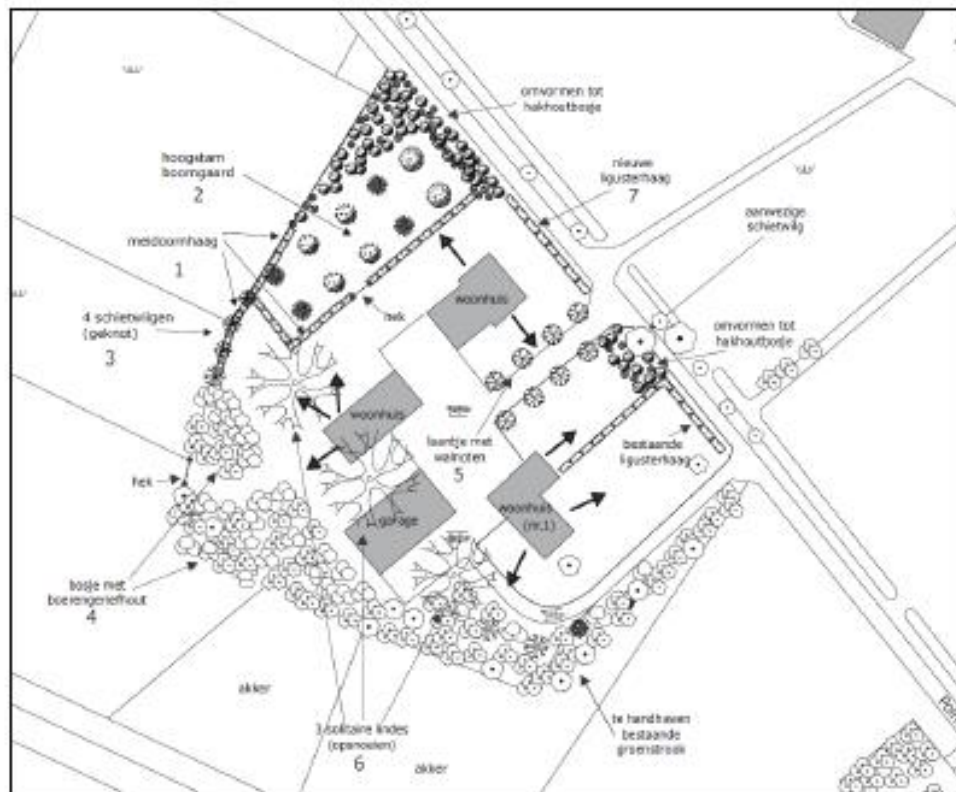 omvormen tot
hakhoutbosje
hoogstam
boomgaard
2
nieuwe
ligusterhaag
7
aanwezige
schietwilg
meidoornhaag
1
4 schietwilgen
(geknot)
3
hek
woonhuis
omvormen tot
hakhoutbosje
woonhuis
laantje met
walnoten
5
bestaande
ligusterhaag
hek
woonhuis
(nr.1)
garage
bosje met
boerengeriefhout
4
akker
3 solitaire lindes
(opsnoeien)
6
akker
te handhaven
bestaande
groenstrook